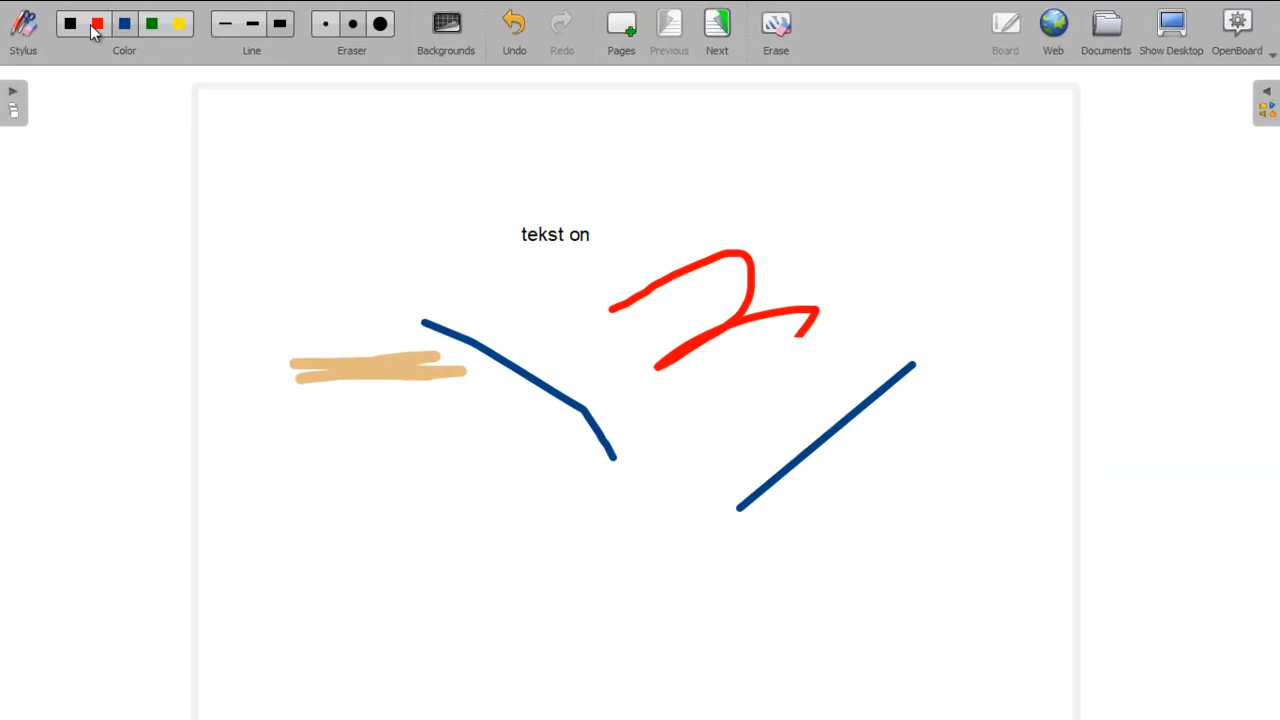 Stylus
Color
Line
Eraser
Backgrounds
Undo
Redo
Pages
Previous
Next
Erase
Board
Web
Documents
Show Desktop
OpenBoard
tekst on